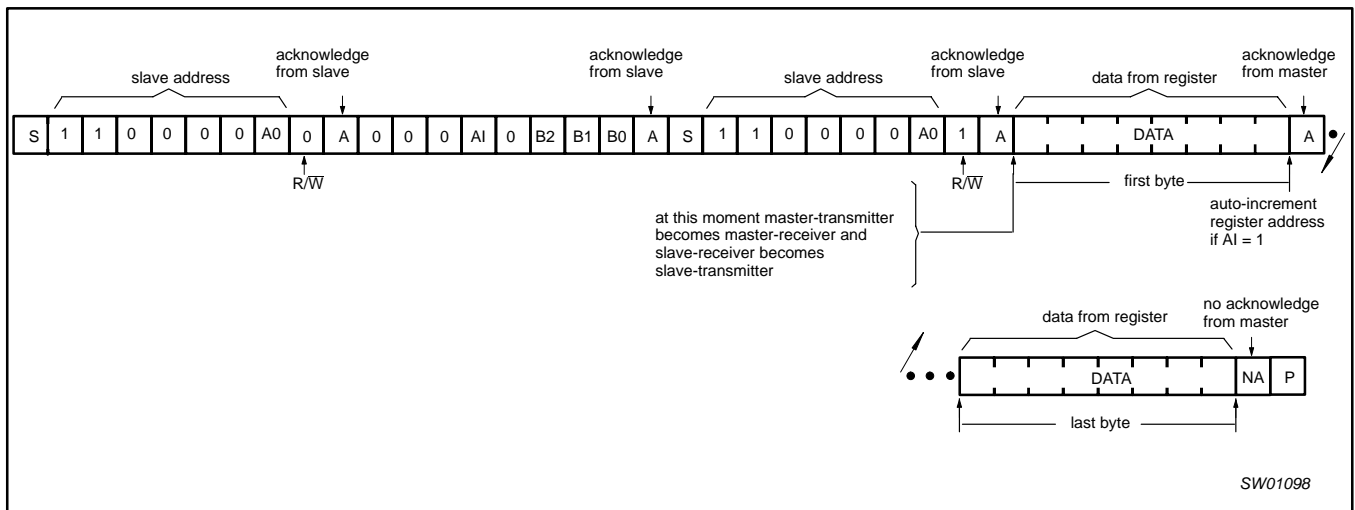 acknowledge
from slave
acknowledge
from slave
acknowledge
from slave
acknowledge
from master
slave address
slave address
data from register
S 1 1 0 0 0 0 A0 0 A 0 0 0 AI 0 B2 B1 B0 A S 1 1 0 0 0 0 A0 1 A DATA A
R/W̅
R/W̅
first byte
auto-increment
register address
if AI = 1
at this moment master-transmitter
becomes master-receiver and
slave-receiver becomes
slave-transmitter
no acknowledge
from master
data from register
DATA NA P
last byte
SW01098